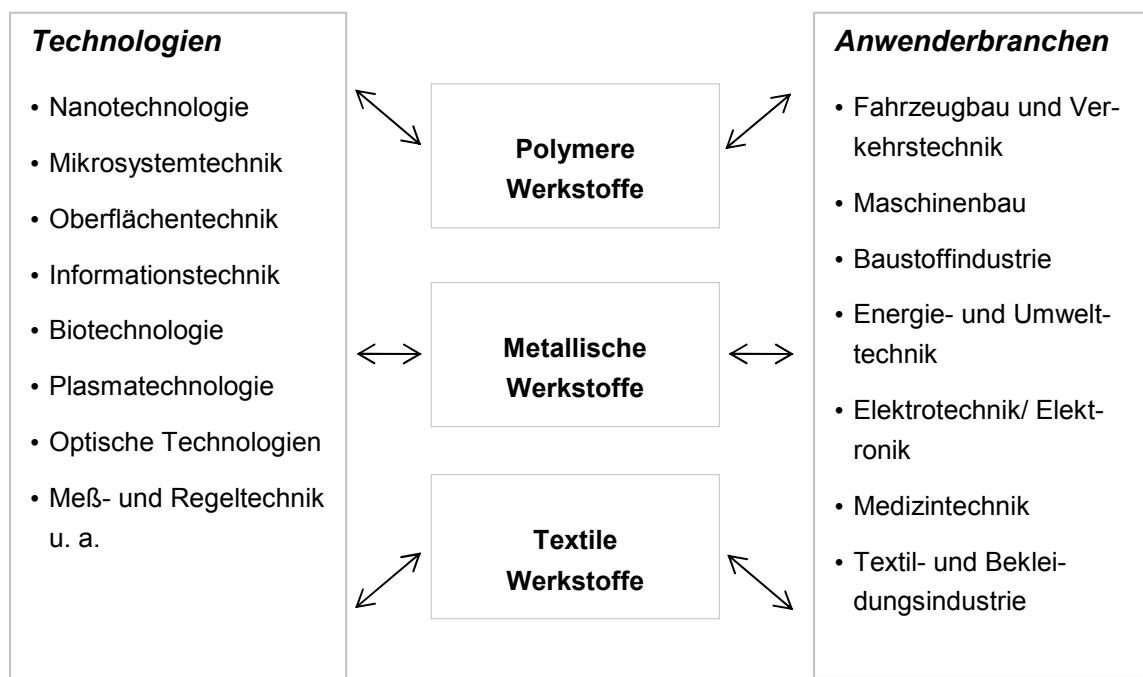 Technologien
• Nanotechnologie
• Mikrosystemtechnik
• Oberflächentechnik
• Informationstechnik
• Biotechnologie
• Plasmatechnologie
• Optische Technologien
• Meß- und Regeltechnik
u. a.
Polymere
Werkstoffe
Metallische
Werkstoffe
Textile
Werkstoffe
Anwenderbranchen
• Fahrzeugbau und Ver-
kehrstechnik
• Maschinenbau
• Baustoffindustrie
• Energie- und Umwelt-
technik
• Elektrotechnik/ Elekt-
ronik
• Medizintechnik
• Textil- und Beklei-
dungsindustrie